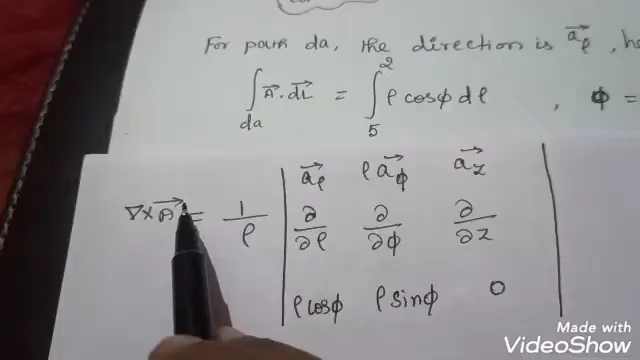 For path da, the direction is a⃗ρ, 
∫da A⃗.dL⃗ = ∫5^2 ρ cosϕ dρ , ϕ =
a⃗ρ ρa⃗ϕ a⃗z
∇×A⃗ = 1/ρ ∂/∂ρ ∂/∂ϕ ∂/∂z
ρcosϕ ρsinϕ 0
Made with
VideoShow